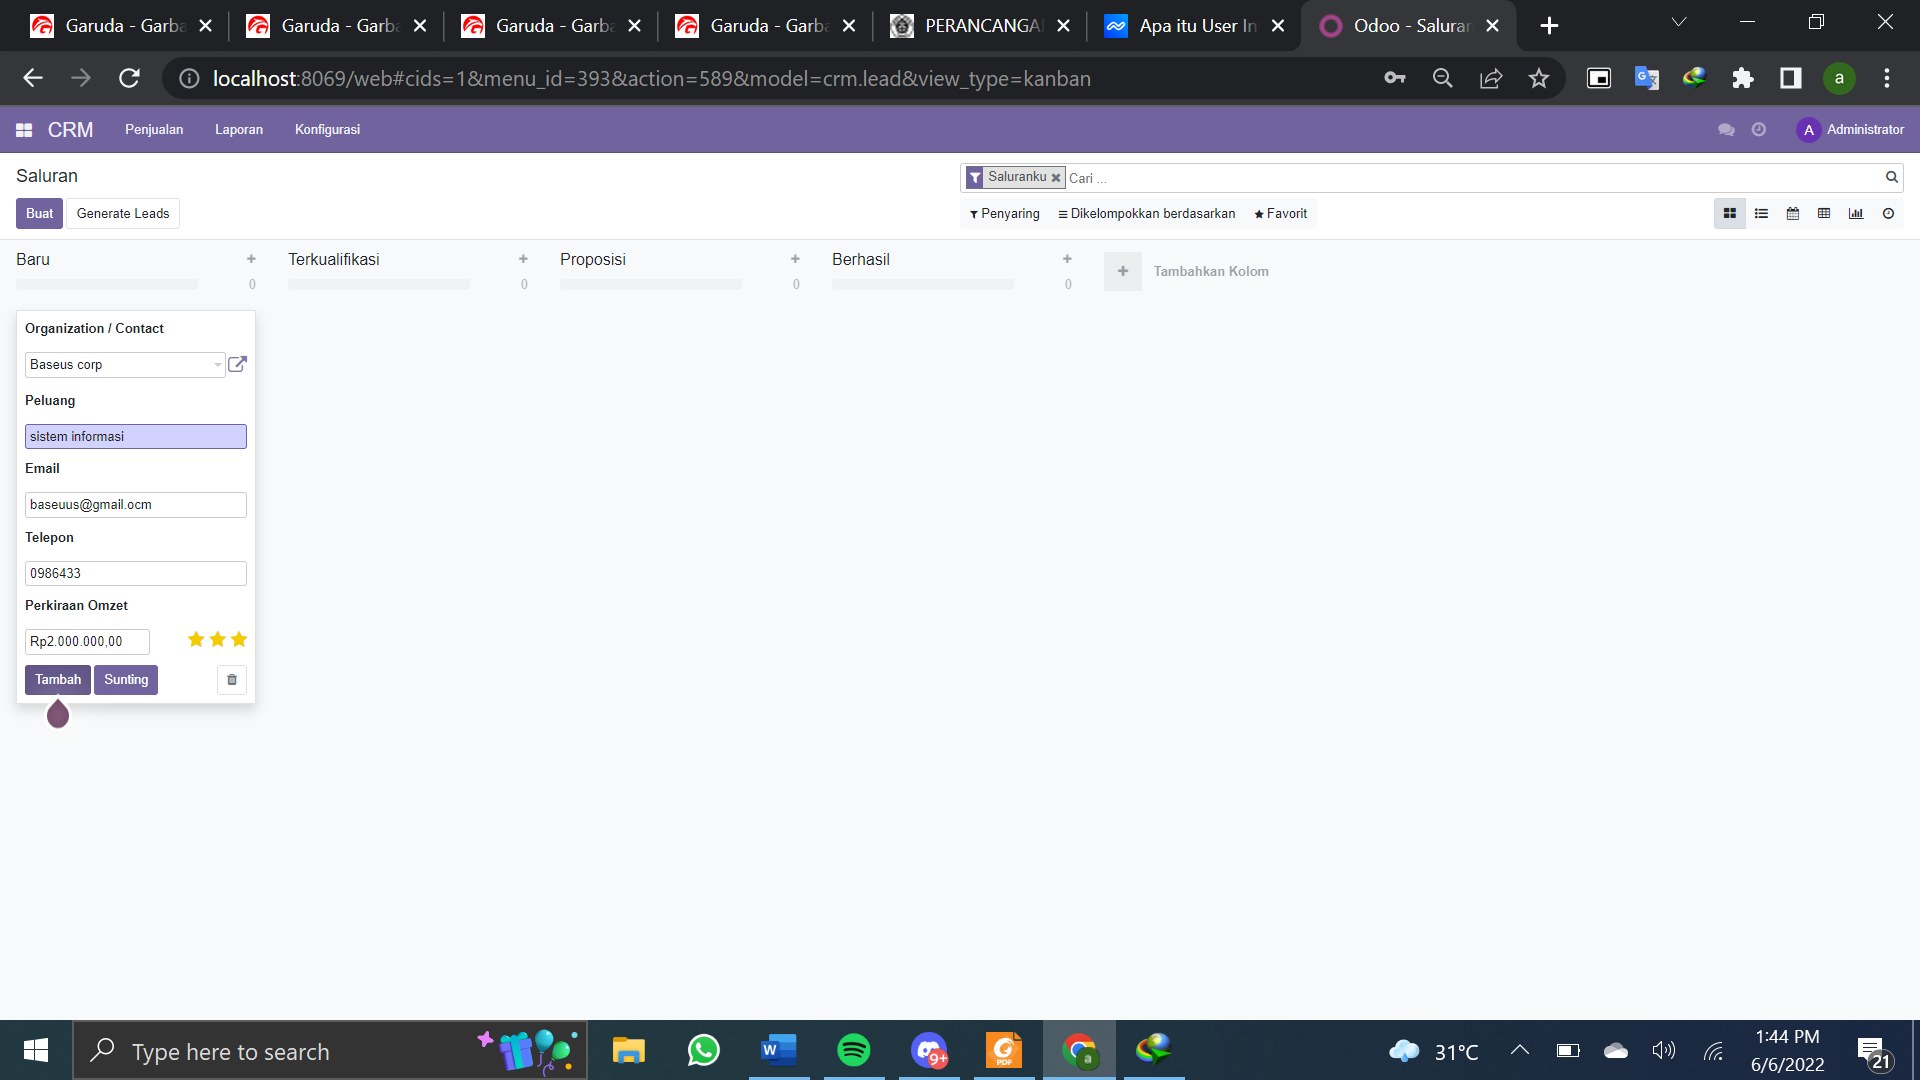 Garuda - Garba
Garuda - Garba
Garuda - Garba
Garuda - Garba
PERANCANGA
Apa itu User In
Odoo - Saluran
localhost:8069/web#cids=1&menu_id=393&action=589&model=crm.lead&view_type=kanban
a
CRM
Penjualan
Laporan
Konfigurasi
A
Administrator
Saluran
Saluranku
Cari ...
Buat
Generate Leads
Penyaring
Dikelompokkan berdasarkan
Favorit
Baru
0
Terkualifikasi
0
Proposisi
0
Berhasil
0
Tambahkan Kolom
Organization / Contact
Baseus corp
Peluang
sistem informasi
Email
baseuus@gmail.ocm
Telepon
0986433
Perkiraan Omzet
Rp2.000.000,00
Tambah
Sunting
Type here to search
W
9+
PDF
a
31°C
1:44 PM
6/6/2022
21